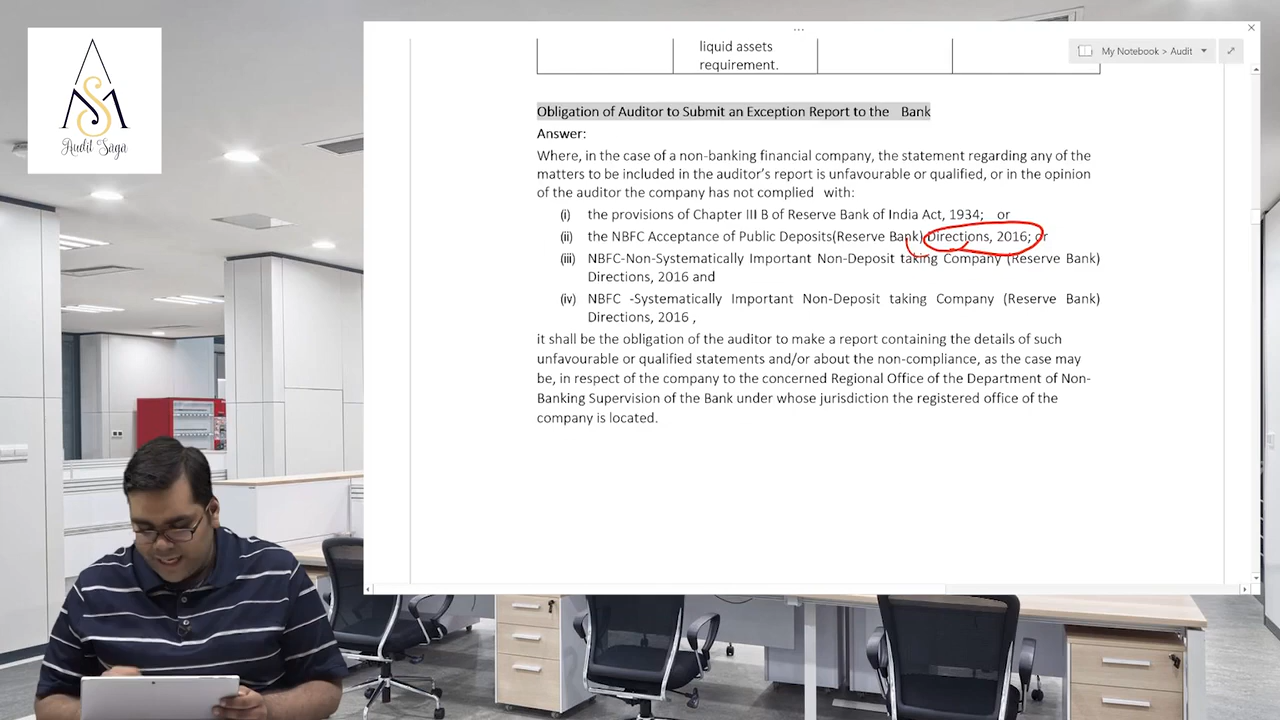 Audit Saga
My Notebook > Audit
liquid assets
requirement.
Obligation of Auditor to Submit an Exception Report to the Bank
Answer:
Where, in the case of a non-banking financial company, the statement regarding any of the
matters to be included in the auditor's report is unfavourable or qualified, or in the opinion
of the auditor the company has not complied with:
(i) the provisions of Chapter III B of Reserve Bank of India Act, 1934; or
(ii) the NBFC Acceptance of Public Deposits(Reserve Bank) Directions, 2016; or
(iii) NBFC-Non-Systematically Important Non-Deposit taking Company (Reserve Bank)
Directions, 2016 and
(iv) NBFC -Systematically Important Non-Deposit taking Company (Reserve Bank)
Directions, 2016 ,
it shall be the obligation of the auditor to make a report containing the details of such
unfavourable or qualified statements and/or about the non-compliance, as the case may
be, in respect of the company to the concerned Regional Office of the Department of Non-
Banking Supervision of the Bank under whose jurisdiction the registered office of the
company is located.